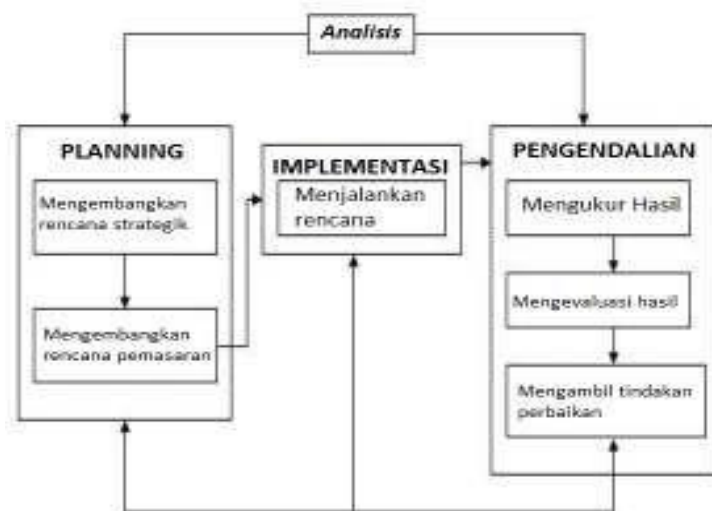 Analisis
PLANNING
Mengembangkan
rencana strategik
Mengembangkan
rencana pemasaran
IMPLEMENTASI
Menjalankan
rencana
PENGENDALIAN
Mengukur Hasil
Mengevaluasi hasil
Mengambil tindakan
perbaikan